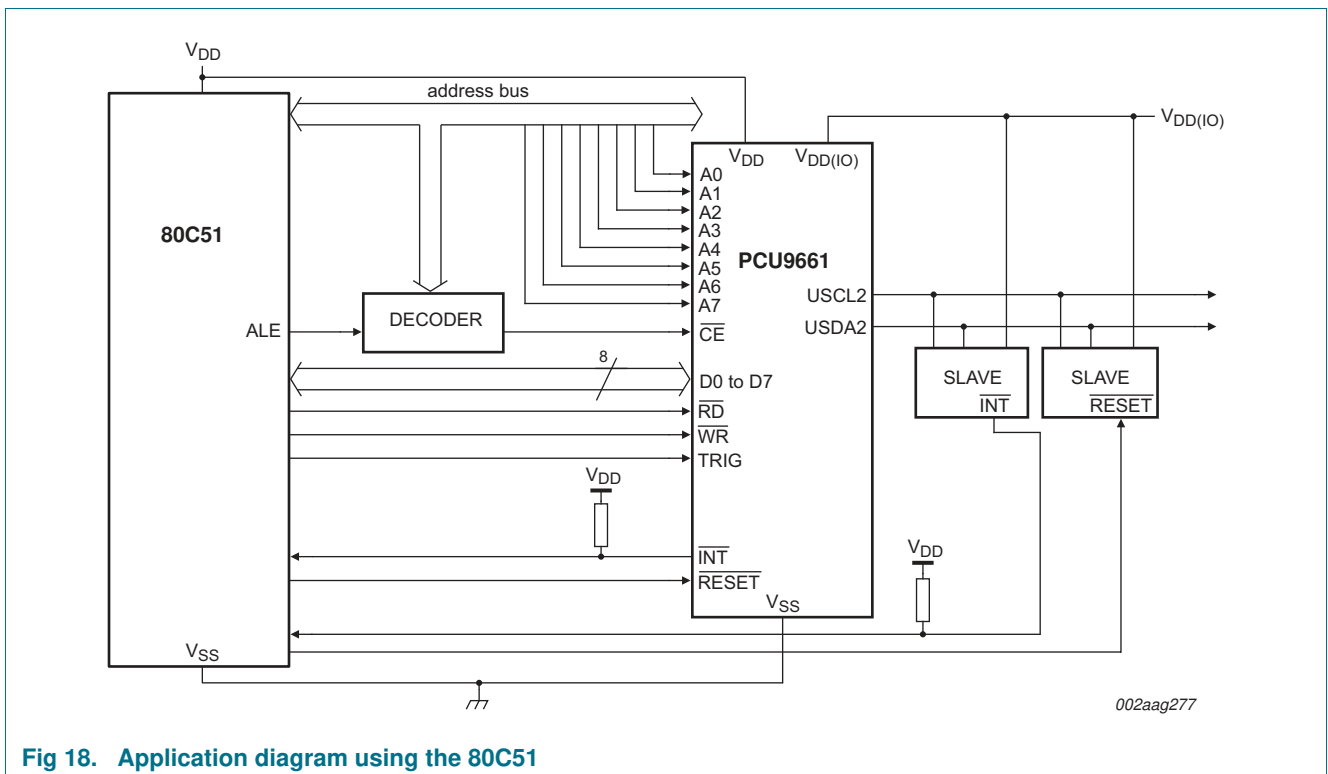 VDD
address bus
VDD(IO)
VDD
VDD(IO)
A0
A1
A2
A3
A4
A5
A6
A7
80C51
PCU9661
USCL2
USDA2
ALE
DECODER
CE
8
D0 to D7
SLAVE
INT
SLAVE
RESET
RD
WR
TRIG
VDD
INT
RESET
VDD
VSS
VSS
002aag277
Fig 18. Application diagram using the 80C51